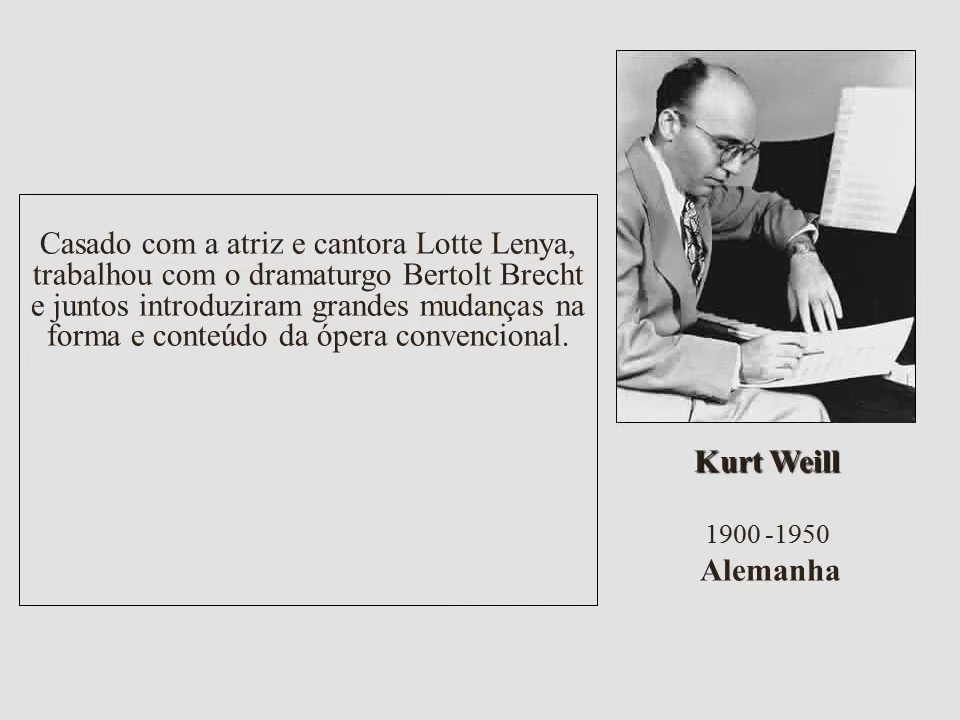 Casado com a atriz e cantora Lotte Lenya,
trabalhou com o dramaturgo Bertolt Brecht
e juntos introduziram grandes mudanças na
forma e conteúdo da ópera convencional.
Kurt Weill
1900 -1950
Alemanha